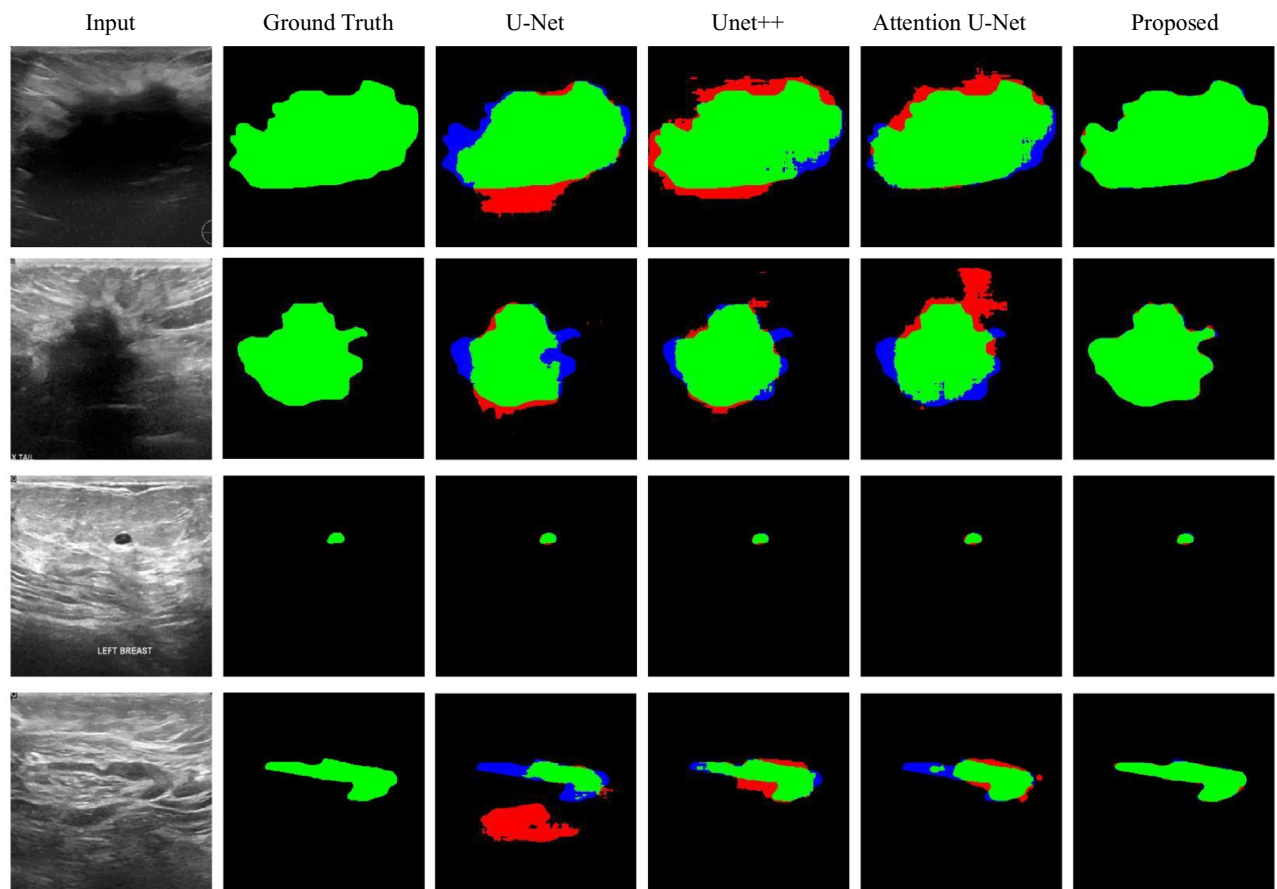 Input Ground Truth U-Net Unet++ Attention U-Net Proposed
X TAIL
LEFT BREAST